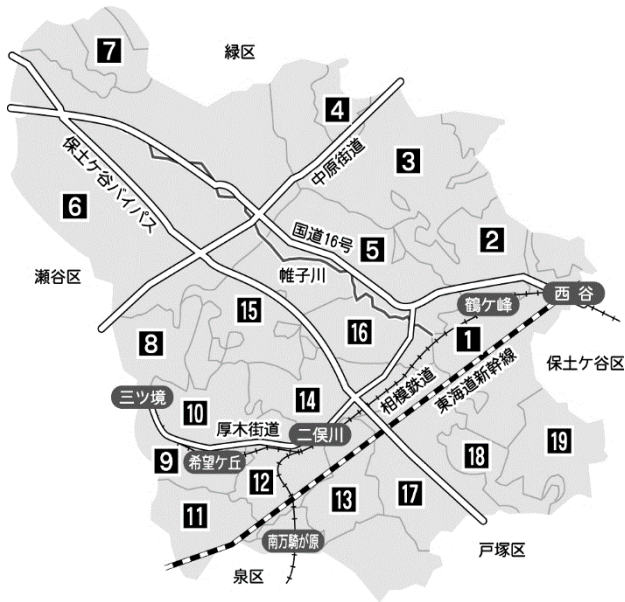 7
緑区
4
中原街道
3
保土ケ谷バイパス
6
国道16号
5
2
瀬谷区
帷子川
西谷
鶴ケ峰
15
16
1
8
保土ケ谷区
相模鉄道
東海道新幹線
三ツ境
10
14
厚木街道
二俣川
19
18
9
希望ケ丘
12
13
17
11
南万騎が原
戸塚区
泉区